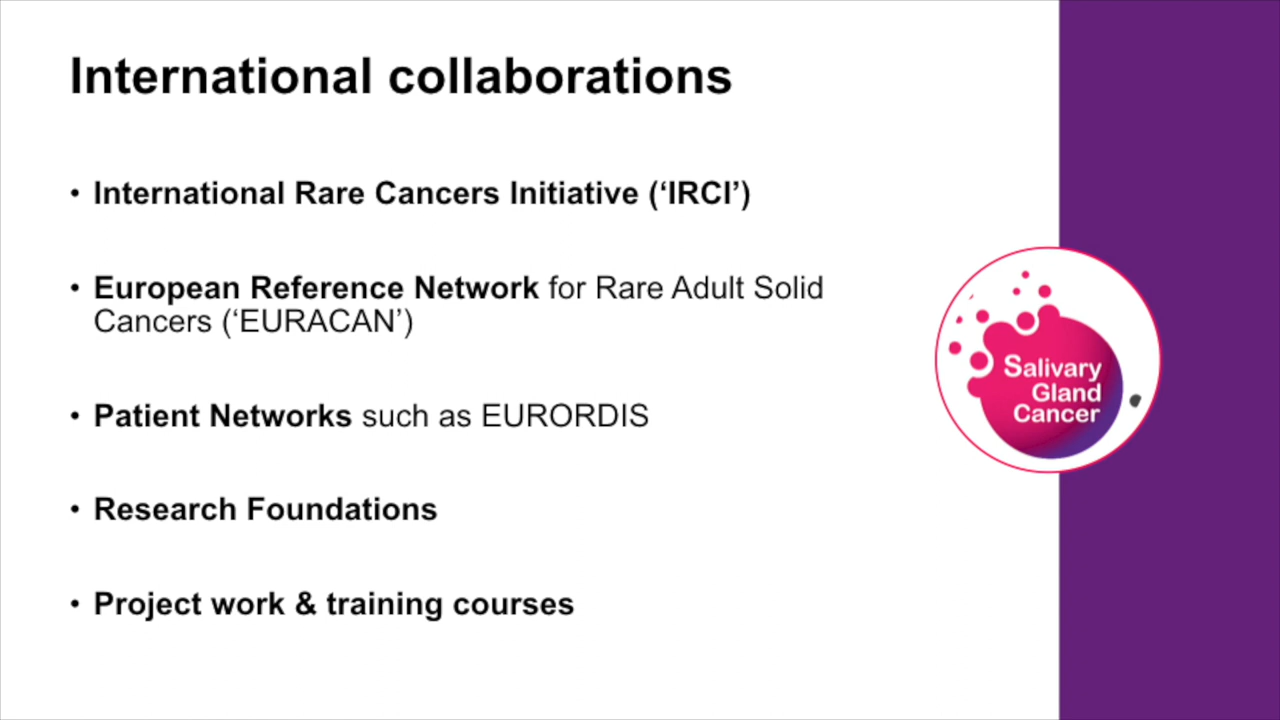 International collaborations
• International Rare Cancers Initiative (‘IRCI’)
• European Reference Network for Rare Adult Solid
Cancers (‘EURACAN’)
• Patient Networks such as EURORDIS
• Research Foundations
• Project work & training courses
Salivary
Gland
Cancer